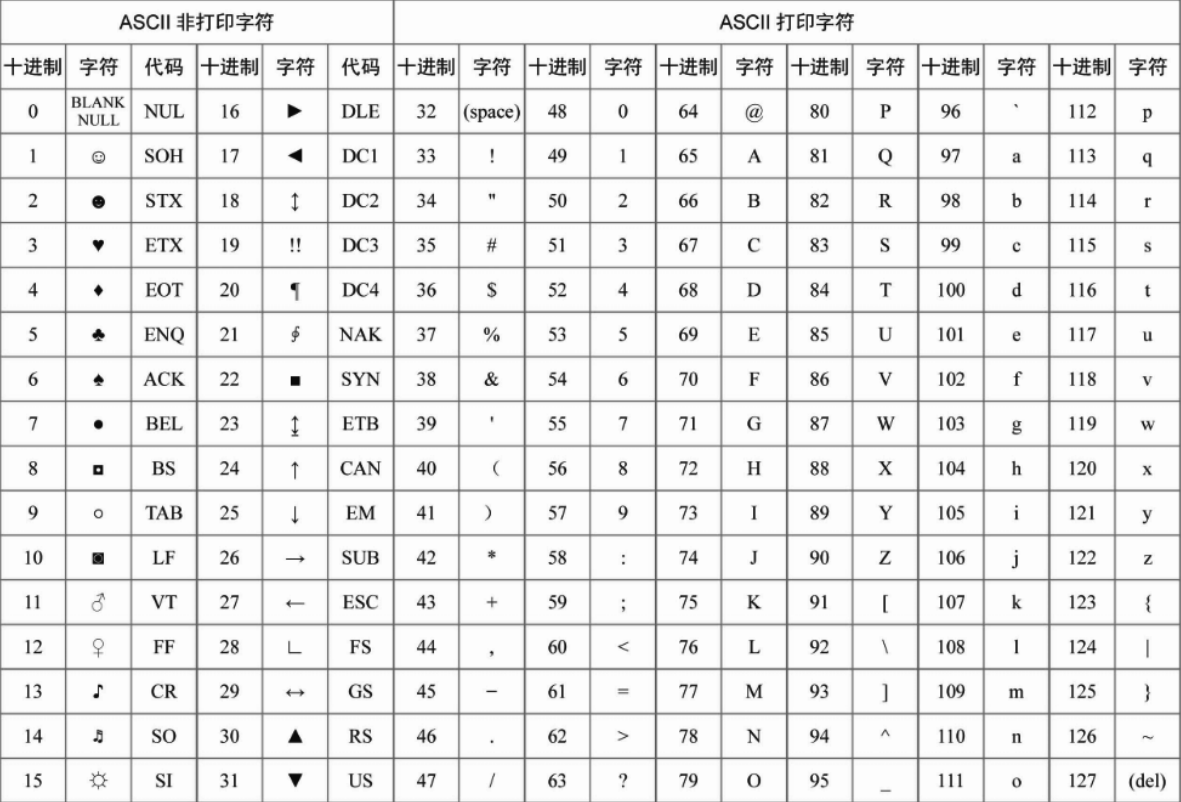 ASCII 非打印字符 ASCII 打印字符
十进制 字符 代码 十进制 字符 代码 十进制 字符 十进制 字符 十进制 字符 十进制 字符 十进制 字符 十进制 字符
0 BLANK NULL NUL 16 ► DLE 32 (space) 48 0 64 @ 80 P 96 ` 112 p
1 ☺ SOH 17 ◄ DC1 33 ! 49 1 65 A 81 Q 97 a 113 q
2 ☻ STX 18 ↕ DC2 34 " 50 2 66 B 82 R 98 b 114 r
3 ♥ ETX 19 !! DC3 35 # 51 3 67 C 83 S 99 c 115 s
4 ♦ EOT 20 ¶ DC4 36 $ 52 4 68 D 84 T 100 d 116 t
5 ♣ ENQ 21 ∮ NAK 37 % 53 5 69 E 85 U 101 e 117 u
6 ♠ ACK 22 ■ SYN 38 & 54 6 70 F 86 V 102 f 118 v
7 ● BEL 23 ↨ ETB 39 ' 55 7 71 G 87 W 103 g 119 w
8 ◘ BS 24 ↑ CAN 40 ( 56 8 72 H 88 X 104 h 120 x
9 ○ TAB 25 ↓ EM 41 ) 57 9 73 I 89 Y 105 i 121 y
10 ◙ LF 26 → SUB 42 * 58 : 74 J 90 Z 106 j 122 z
11 ♂ VT 27 ← ESC 43 + 59 ; 75 K 91 [ 107 k 123 {
12 ♀ FF 28 ∟ FS 44 , 60 < 76 L 92 \ 108 l 124 |
13 ♪ CR 29 ↔ GS 45 − 61 = 77 M 93 ] 109 m 125 }
14 ♫ SO 30 ▲ RS 46 . 62 > 78 N 94 ^ 110 n 126 ~
15 ☼ SI 31 ▼ US 47 / 63 ? 79 O 95 _ 111 o 127 (del)